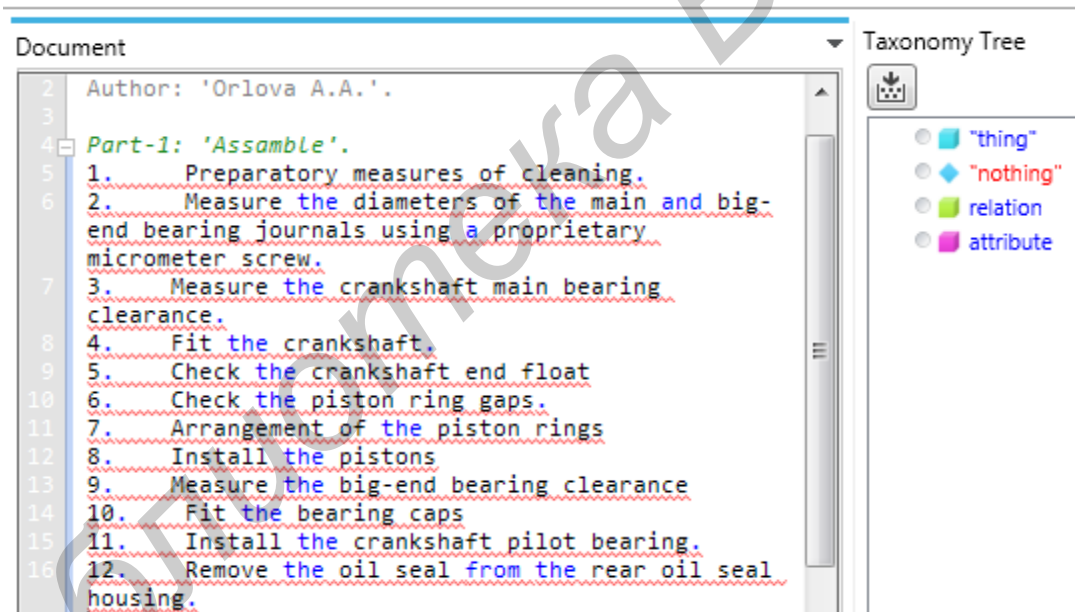 Document
2 Author: 'Orlova A.A.'.
3
4 Part-1: 'Assamble'.
5 1. Preparatory measures of cleaning.
6 2. Measure the diameters of the main and big-
end bearing journals using a proprietary
micrometer screw.
7 3. Measure the crankshaft main bearing
clearance.
8 4. Fit the crankshaft.
9 5. Check the crankshaft end float
10 6. Check the piston ring gaps.
11 7. Arrangement of the piston rings
12 8. Install the pistons
13 9. Measure the big-end bearing clearance
14 10. Fit the bearing caps
15 11. Install the crankshaft pilot bearing.
16 12. Remove the oil seal from the rear oil seal
housing.
Taxonomy Tree
"thing"
"nothing"
relation
attribute